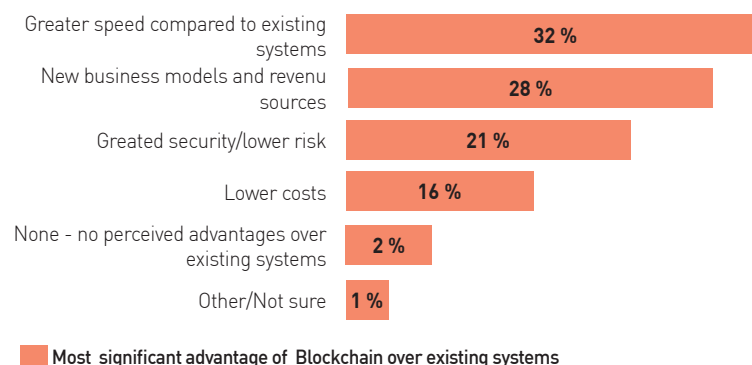 Greater speed compared to existing
systems
32 %
New business models and revenu
sources
28 %
Greated security/lower risk
21 %
Lower costs
16 %
None - no perceived advantages over
existing systems
2 %
Other/Not sure
1 %
Most significant advantage of Blockchain over existing systems